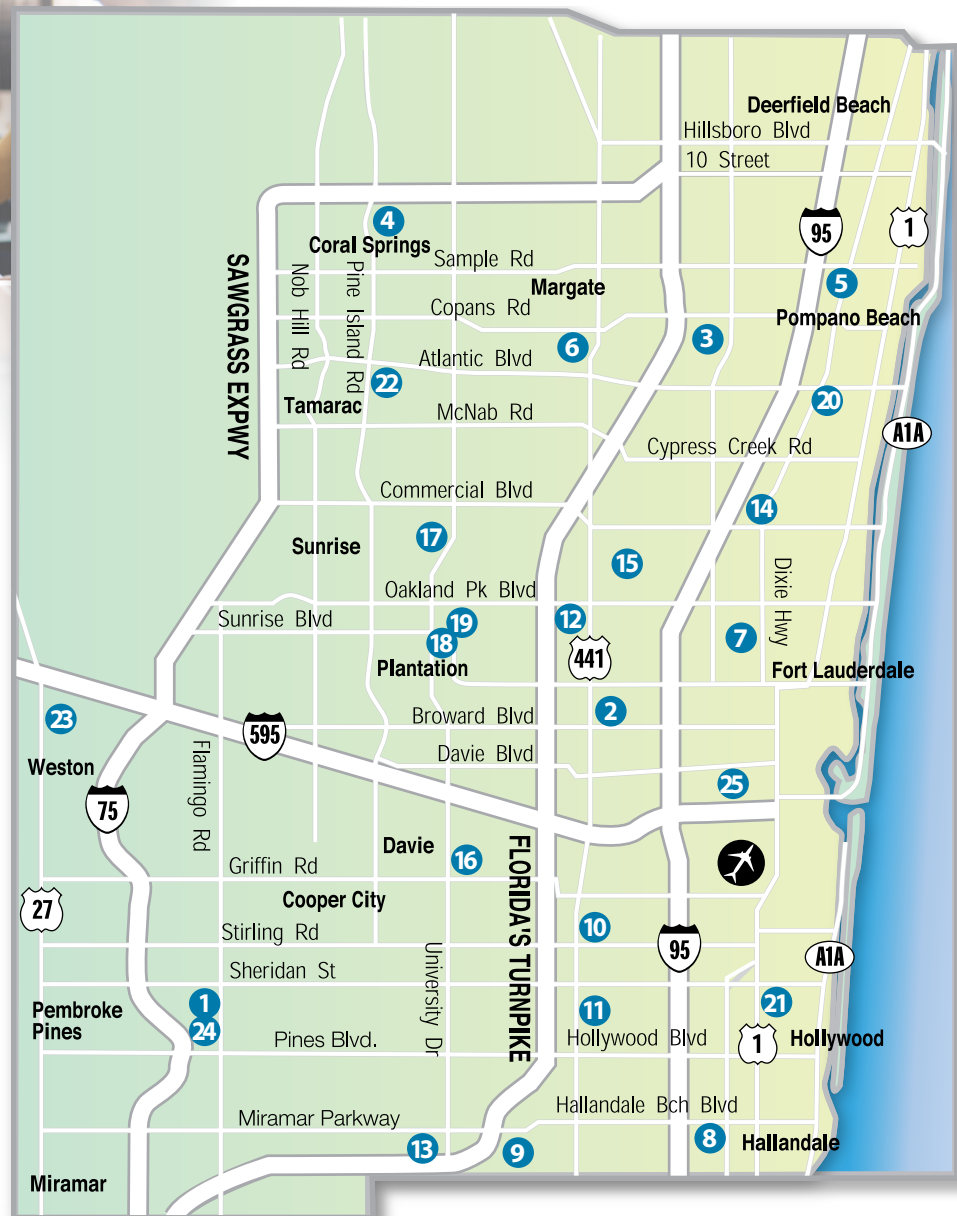 Deerfield Beach
Hillsboro Blvd
10 Street
4
95
1
Coral Springs
SAWGRASS EXPWY
Nob Hill Rd
Pine Island Rd
Sample Rd
Margate
5
Copans Rd
Pompano Beach
6
3
Atlantic Blvd
22
Tamarac
20
McNab Rd
A1A
Cypress Creek Rd
Commercial Blvd
14
17
Sunrise
15
Dixie Hwy
Oakland Pk Blvd
Sunrise Blvd
19
12
18
7
441
Plantation
Fort Lauderdale
23
Broward Blvd
2
595
Flamingo Rd
Davie Blvd
Weston
25
75
Davie
16
FLORIDA'S TURNPIKE
Griffin Rd
Cooper City
27
10
Stirling Rd
95
A1A
University Dr
Sheridan St
1
21
Pembroke
Pines
24
11
Pines Blvd.
Hollywood Blvd
1
Hollywood
Hallandale Bch Blvd
Miramar Parkway
13
9
8
Hallandale
Miramar